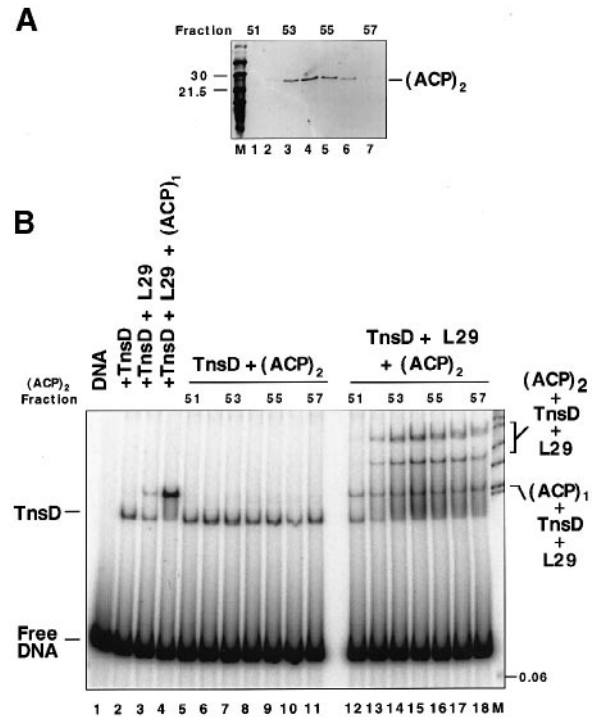 A
Fraction 51 53 55 57
30
21.5
(ACP)2
M 1 2 3 4 5 6 7
B
DNA
+TnsD
+TnsD + L29
+TnsD + L29 + (ACP)1
TnsD + (ACP)2
TnsD + L29
+ (ACP)2
(ACP)2
Fraction
51 53 55 57
51 53 55 57
(ACP)2
+
TnsD
+
L29
TnsD
(ACP)1
+
TnsD
+
L29
Free
DNA
0.06
1 2 3 4 5 6 7 8 9 10 11 12 13 14 15 16 17 18 M